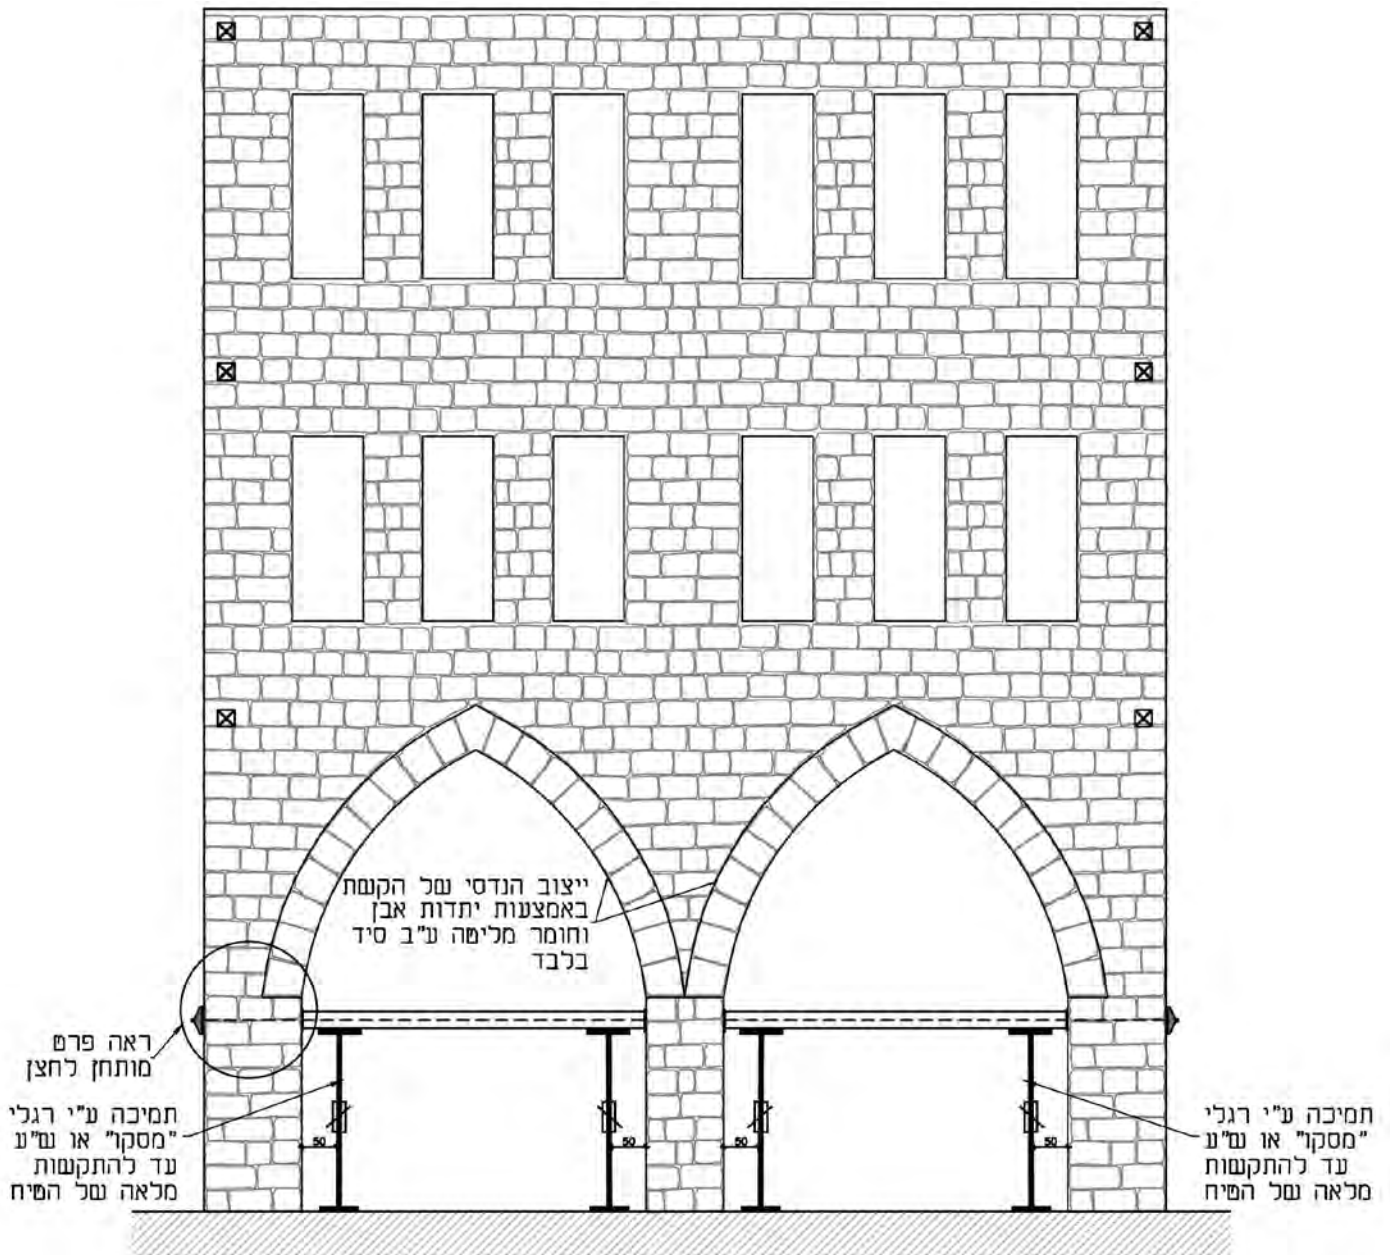 ייצוב הנדסי של הקשת
באמצעות יתדות אבן
וחומר מליטה ע"ב סיד
בלבד
ראה פרט
מותחן לחצן
תמיכה ע"י רגלי
"מסקו" או ש"ע
עד להתקשות
מלאה של הטיח
תמיכה ע"י רגלי
"מסקו" או ש"ע
עד להתקשות
מלאה של הטיח
50
50
50
50